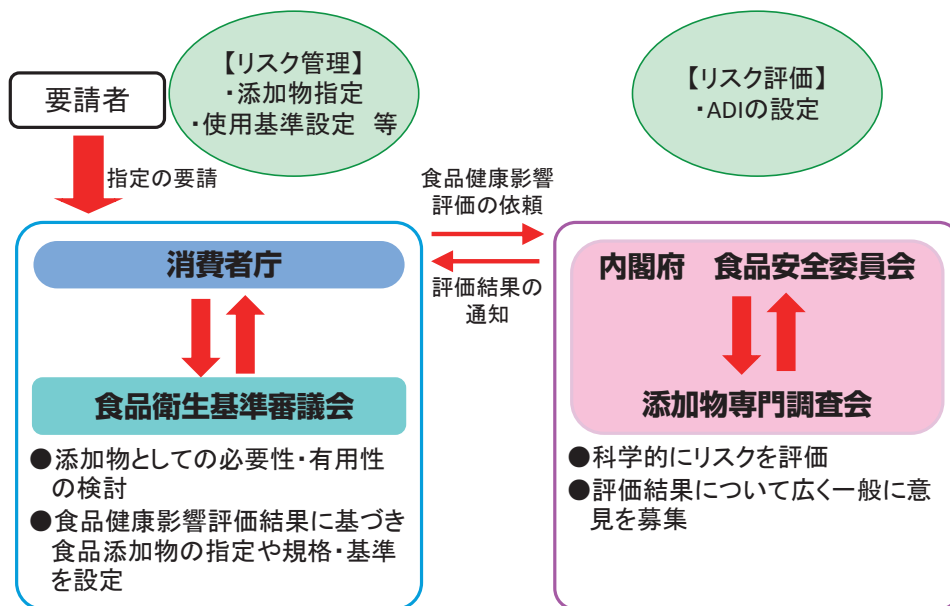 要請者
【リスク管理】
・添加物指定
・使用基準設定　等
【リスク評価】
・ADIの設定
指定の要請
食品健康影響
評価の依頼
評価結果の
通知
消費者庁
食品衛生基準審議会
●添加物としての必要性・有用性
の検討
●食品健康影響評価結果に基づき
食品添加物の指定や規格・基準
を設定
内閣府　食品安全委員会
添加物専門調査会
●科学的にリスクを評価
●評価結果について広く一般に意
見を募集